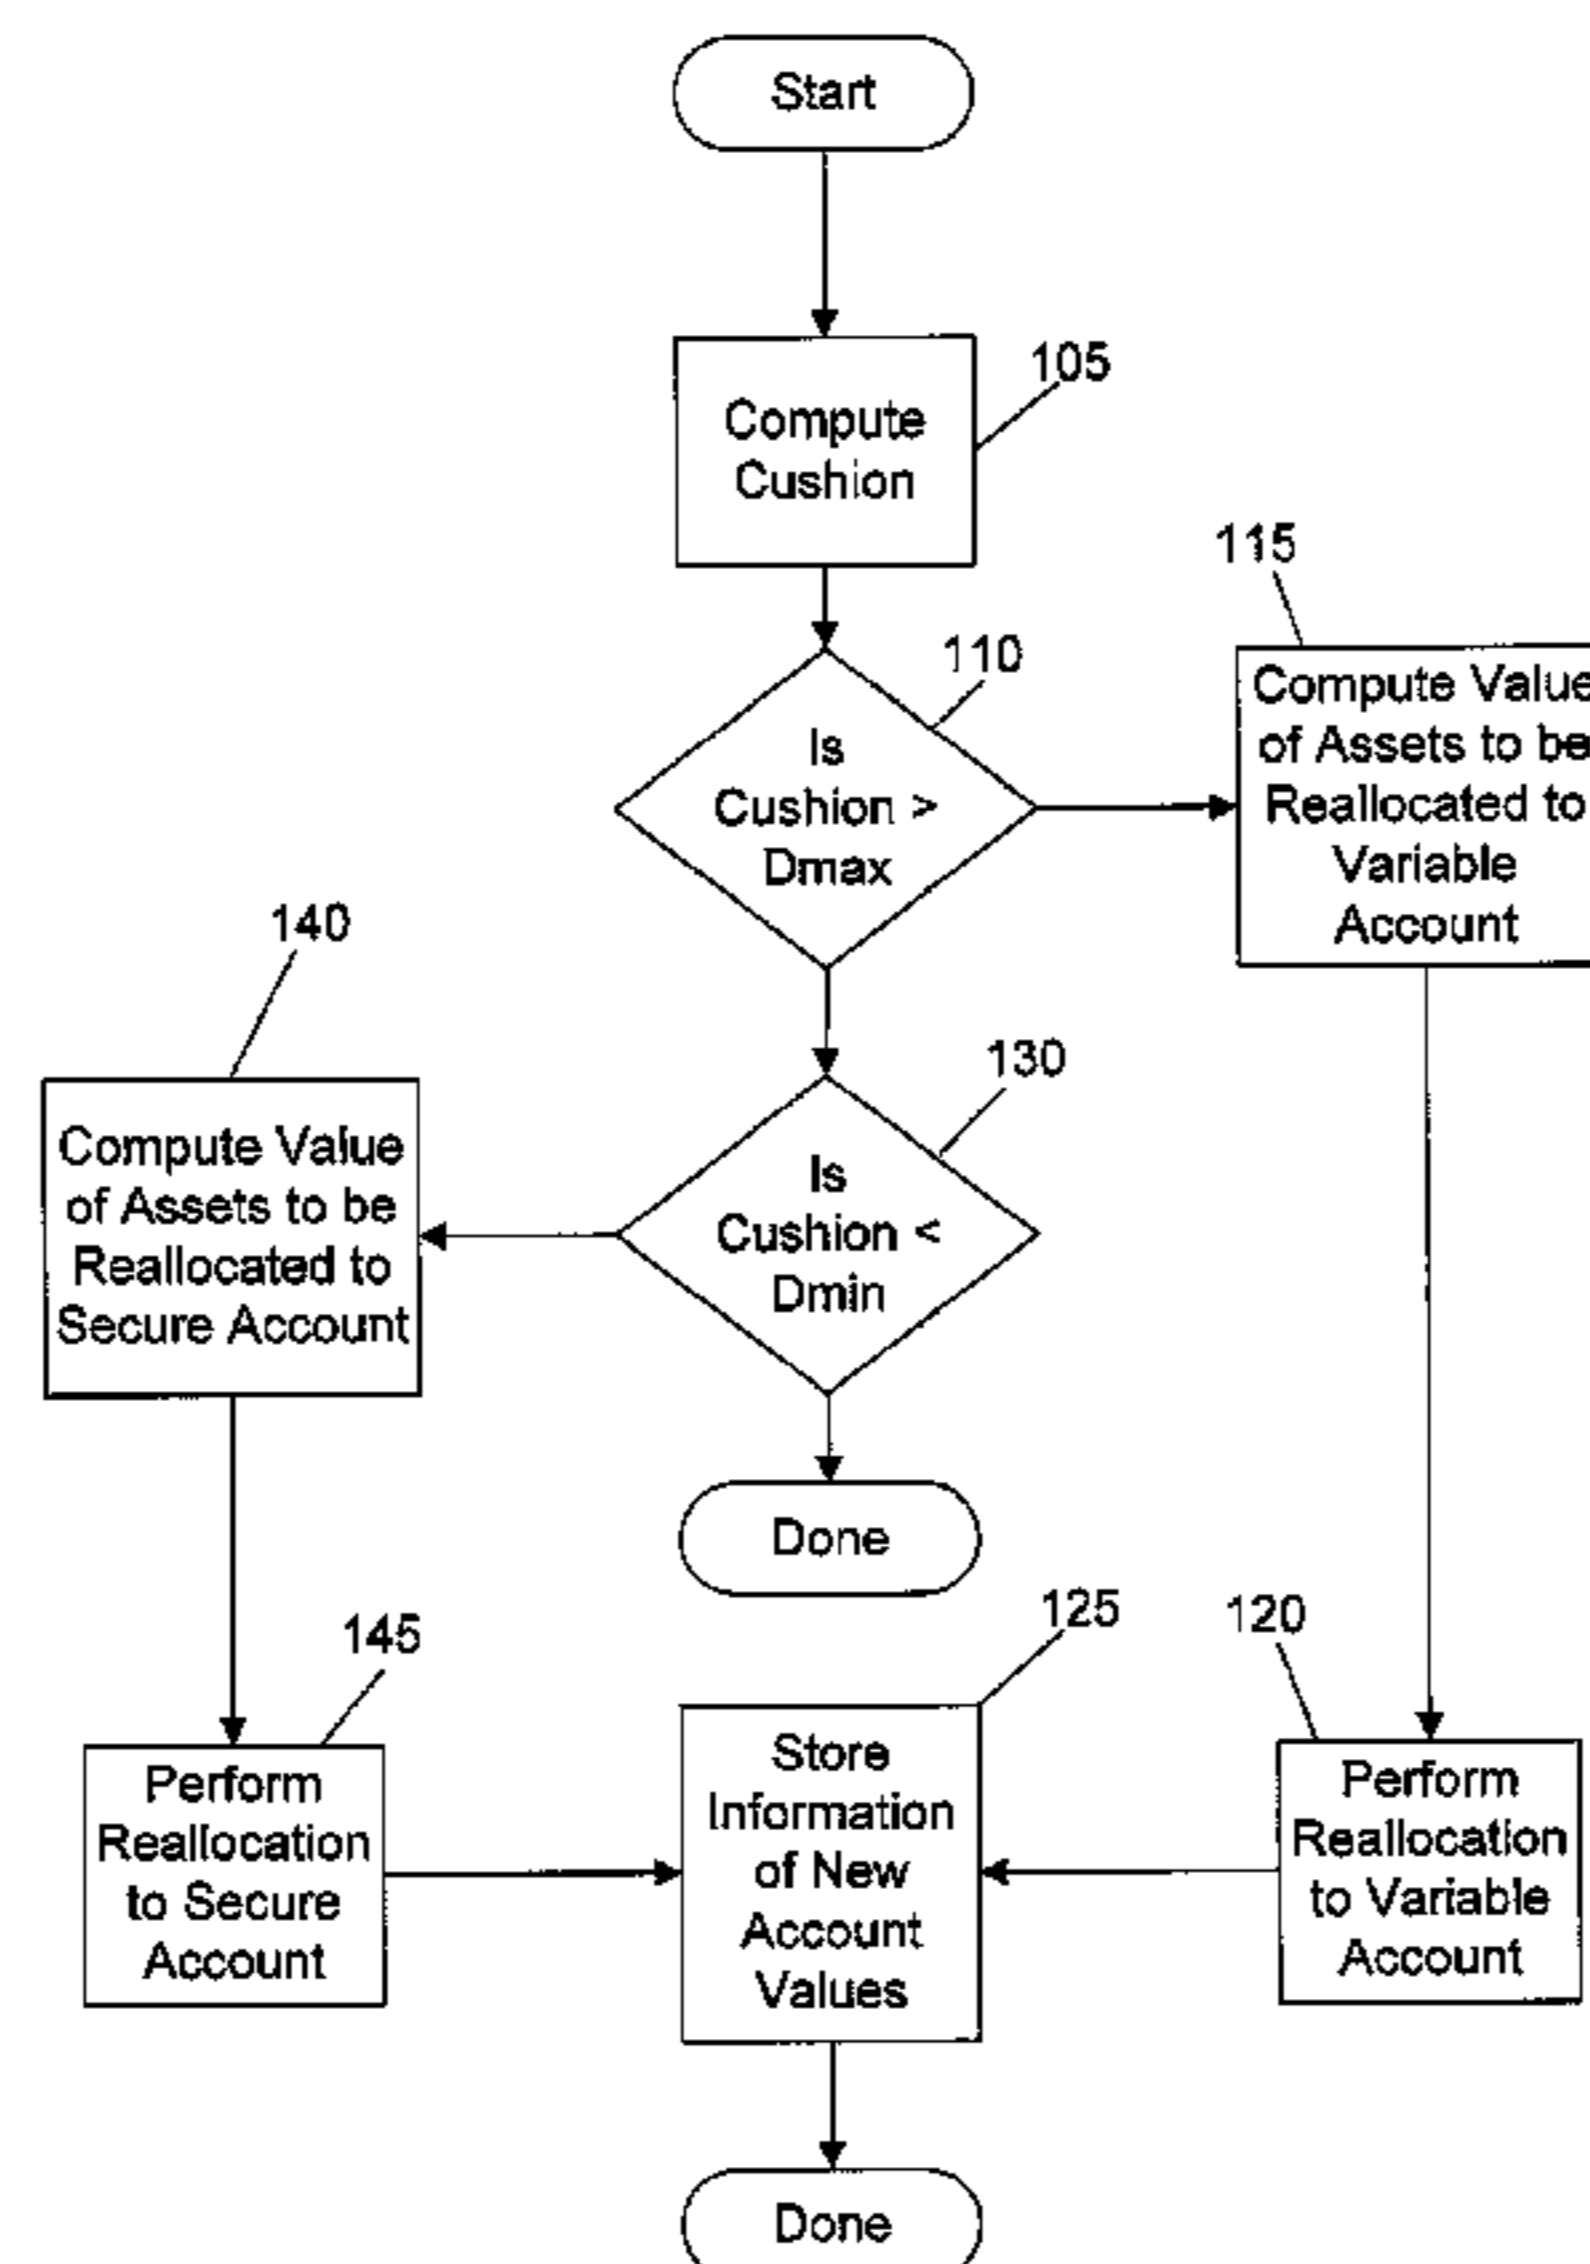 Start
105
Compute
Cushion
115
110
Compute Value
of Assets to be
Reallocated to
Variable
Account
Is
Cushion >
Dmax
140
130
Compute Value
of Assets to be
Reallocated to
Secure Account
Is
Cushion <
Dmin
Done
145
125
120
Perform
Reallocation
to Secure
Account
Store
Information
of New
Account
Values
Perform
Reallocation
to Variable
Account
Done